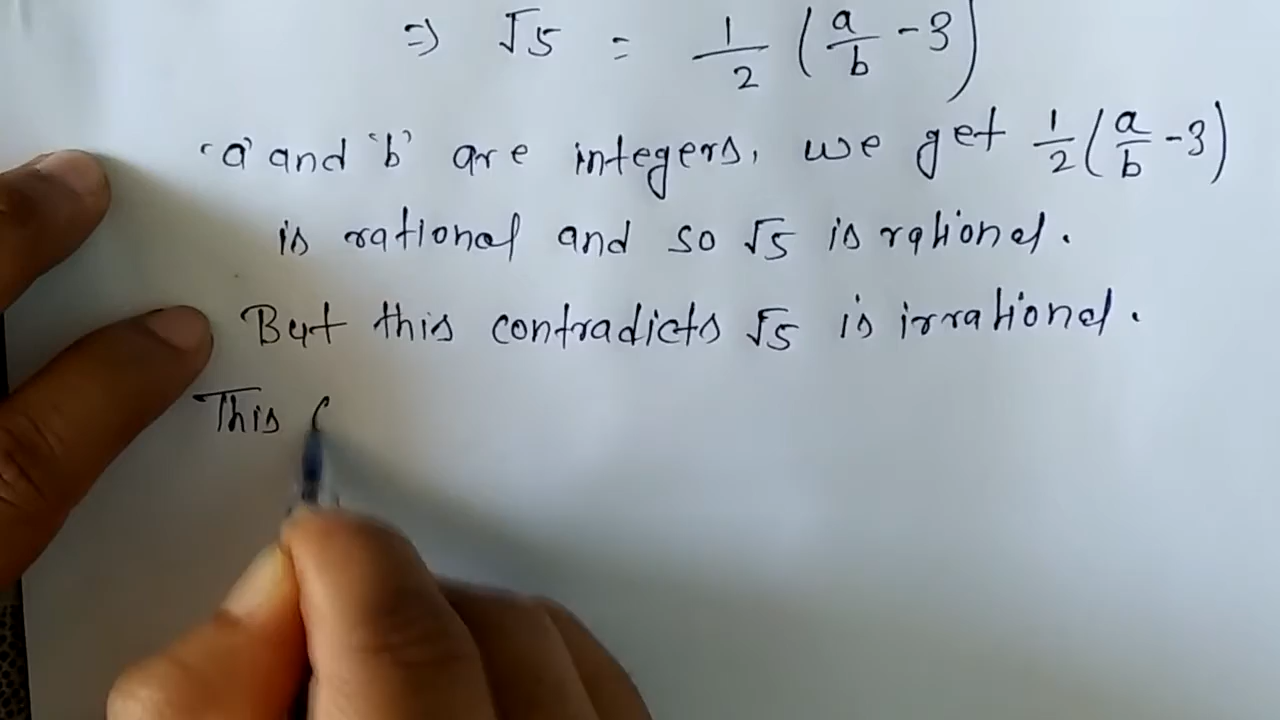 ⇒ √5 = 1/2 (a/b - 3)
'a' and 'b' are integers, we get 1/2 (a/b - 3)
is rational and so √5 is rational.
But this contradicts √5 is irrational.
This